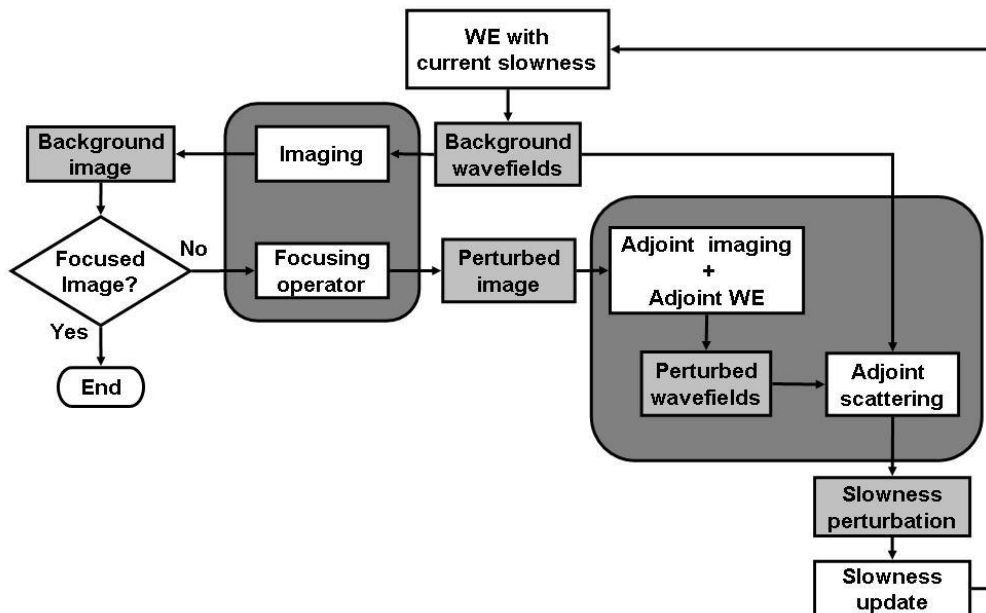 WE with
current slowness
Background
image
Imaging
Background
wavefields
Focused
Image?
No
Yes
End
Focusing
operator
Perturbed
image
Adjoint imaging
+
Adjoint WE
Perturbed
wavefields
Adjoint
scattering
Slowness
perturbation
Slowness
update